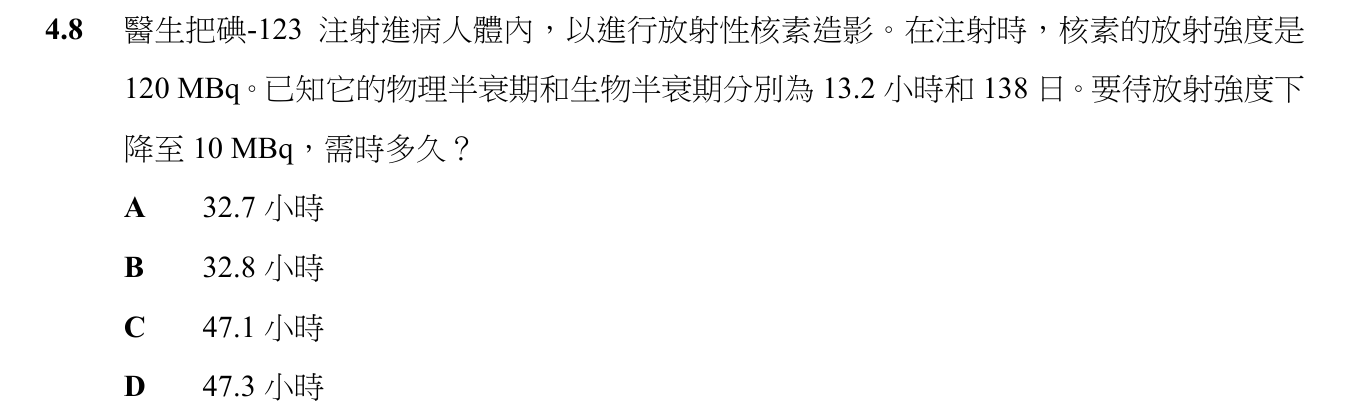 4.8 醫生把碘-123 注射進病人體內，以進行放射性核素造影。在注射時，核素的放射強度是
120 MBq。已知它的物理半衰期和生物半衰期分別為 13.2 小時和 138 日。要待放射強度下
降至 10 MBq，需時多久？
A 32.7 小時
B 32.8 小時
C 47.1 小時
D 47.3 小時